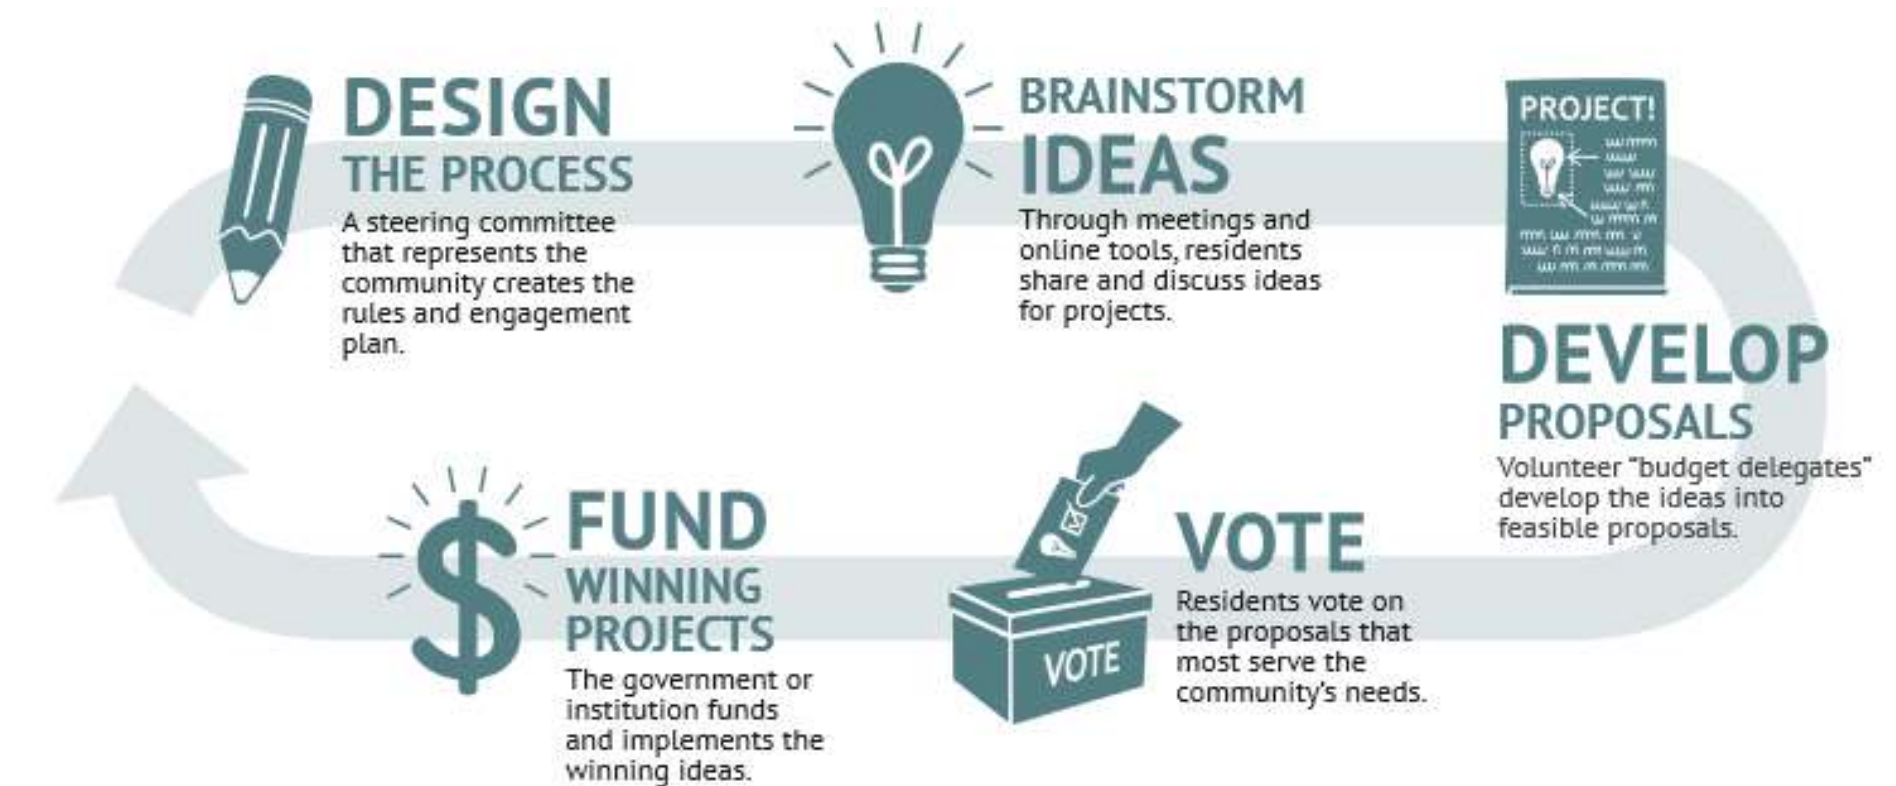 DESIGN
THE PROCESS
A steering committee
that represents the
community creates the
rules and engagement
plan.
BRAINSTORM
IDEAS
Through meetings and
online tools, residents
share and discuss ideas
for projects.
PROJECT!
DEVELOP
PROPOSALS
Volunteer “budget delegates”
develop the ideas into
feasible proposals.
VOTE
VOTE
Residents vote on
the proposals that
most serve the
community's needs.
FUND
WINNING
PROJECTS
The government or
institution funds
and implements the
winning ideas.